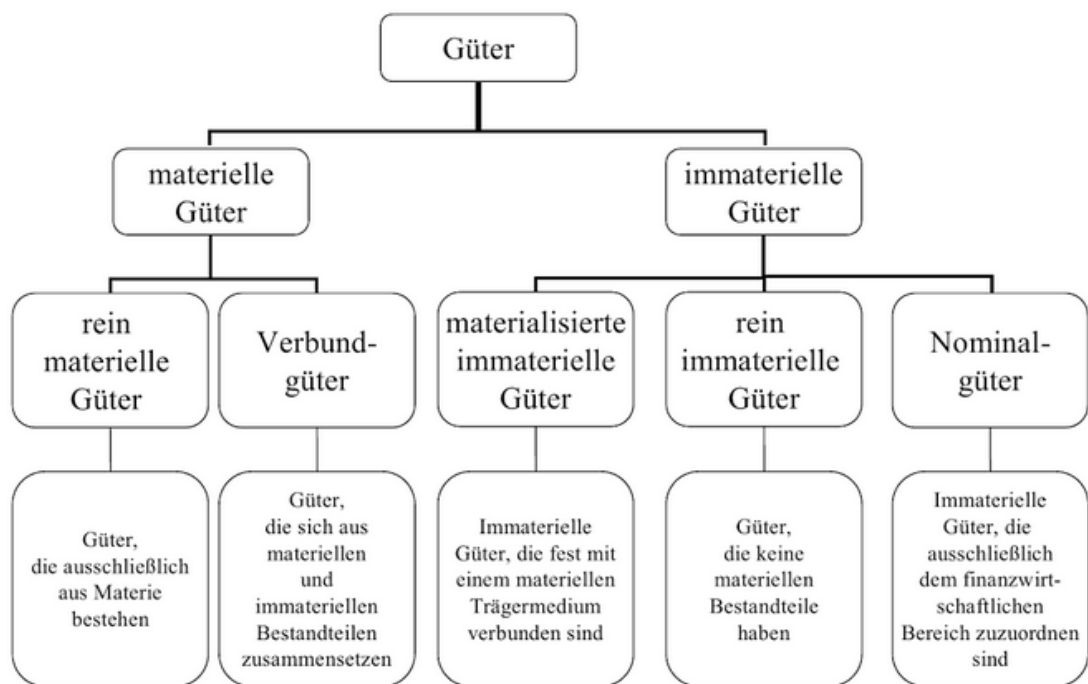 Güter
materielle
Güter
immaterielle
Güter
rein
materielle
Güter
Verbund-
güter
materialisierte
immaterielle
Güter
rein
immaterielle
Güter
Nominal-
güter
Güter,
die ausschließlich
aus Materie
bestehen
Güter,
die sich aus
materiellen
und
immateriellen
Bestandteilen
zusammensetzen
Immaterielle
Güter, die fest mit
einem materiellen
Trägermedium
verbunden sind
Güter,
die keine
materiellen
Bestandteile
haben
Immaterielle
Güter, die
ausschließlich
dem finanzwirt-
schaftlichen
Bereich zuzuordnen
sind